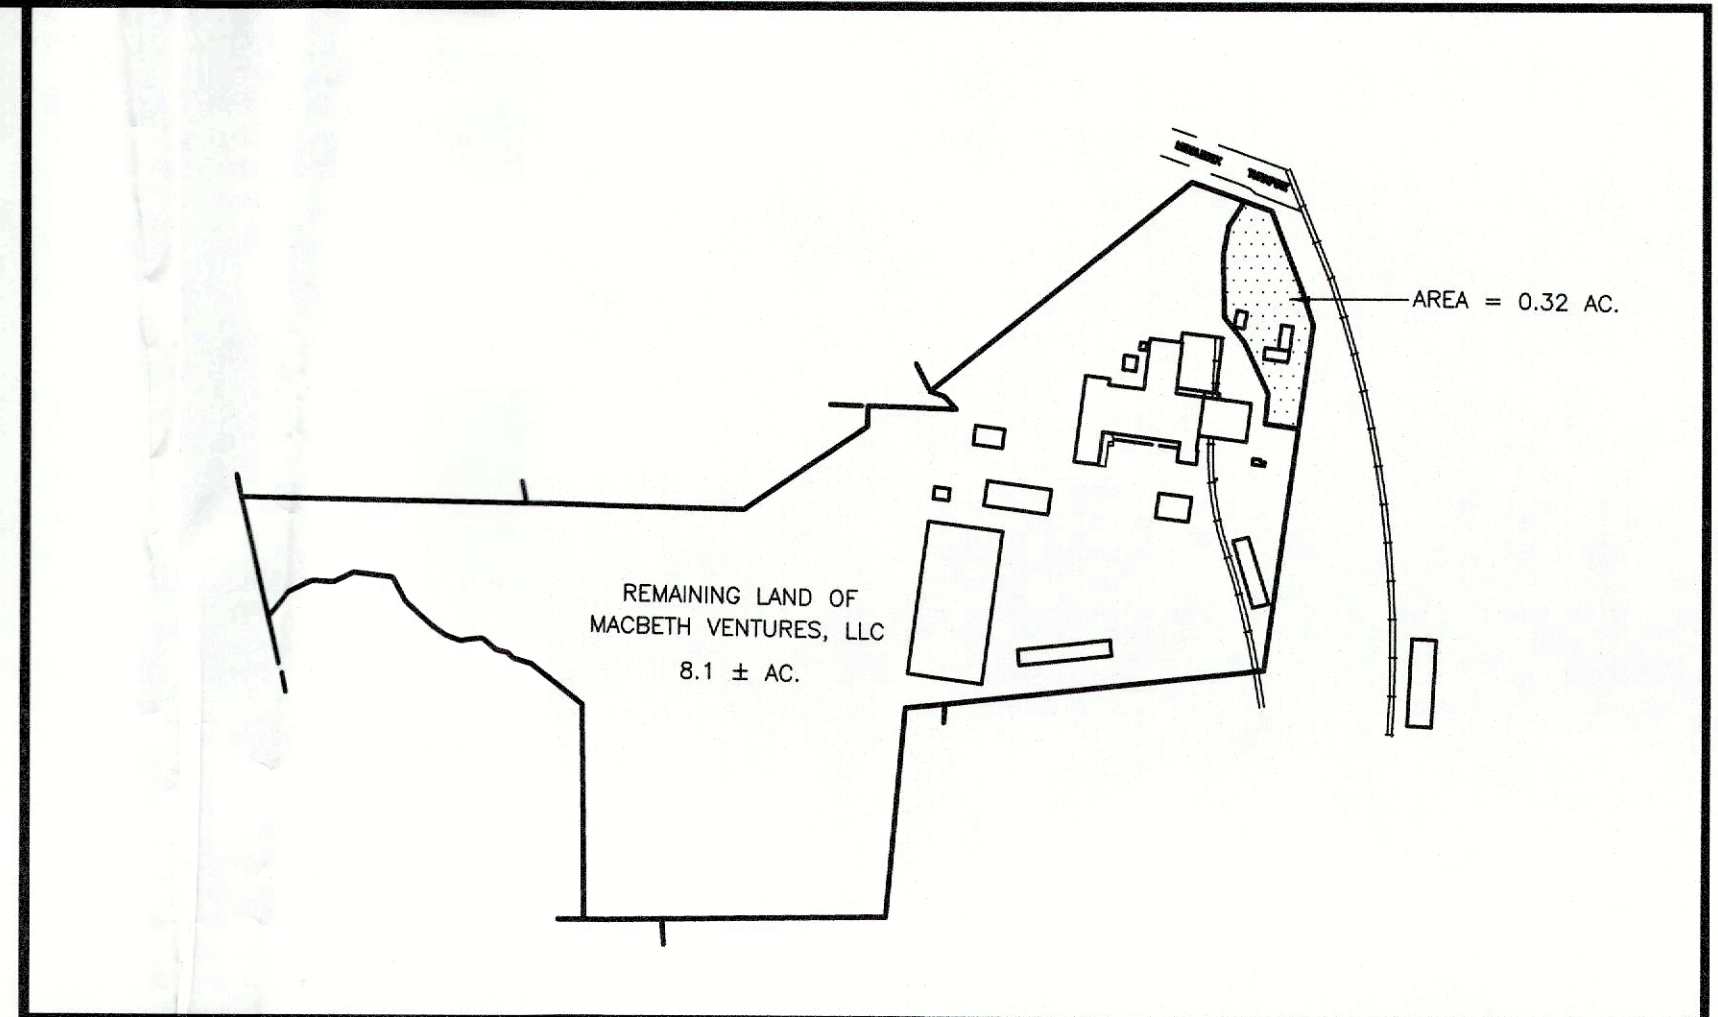 AREA = 0.32 AC.
REMAINING LAND OF
MACBETH VENTURES, LLC
8.1 ± AC.